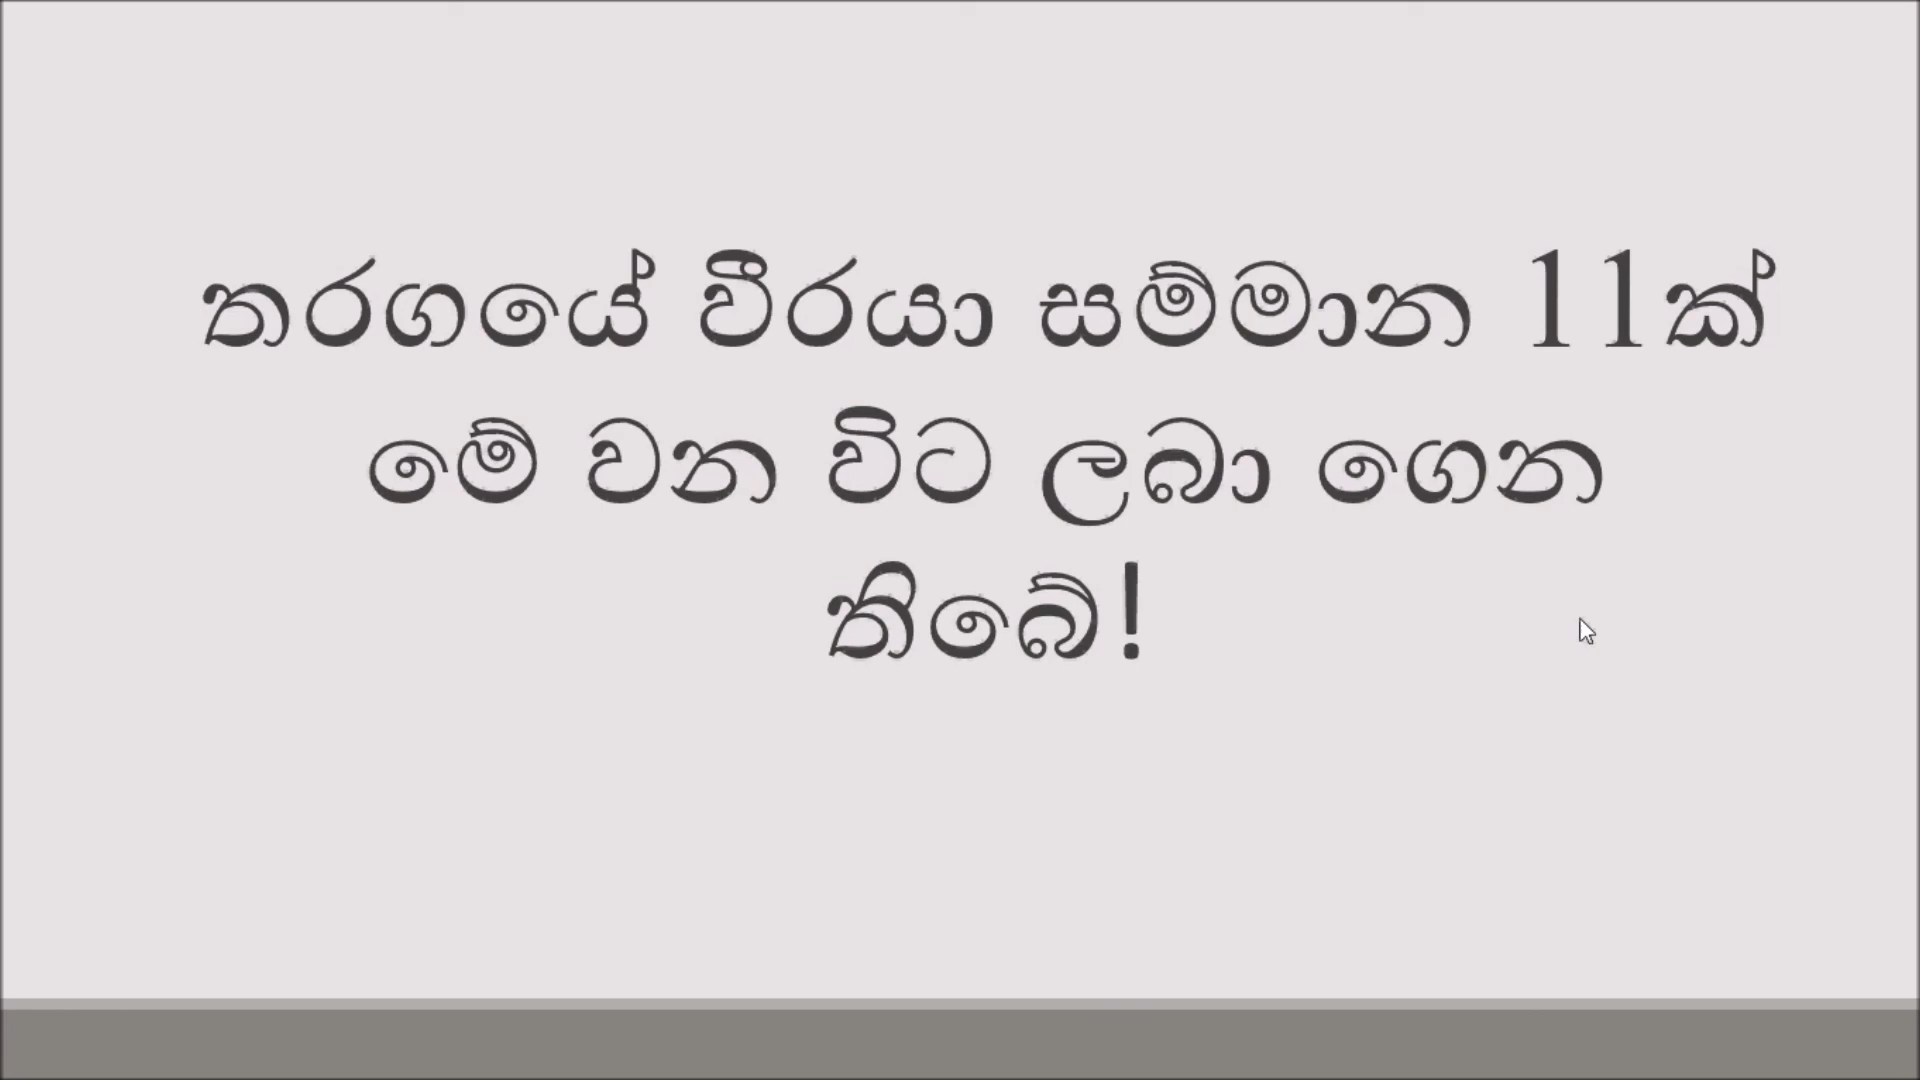 තරගයේ වීරයා සම්මාන 11ක්
මේ වන විට ලබා ගෙන
තිබේ!